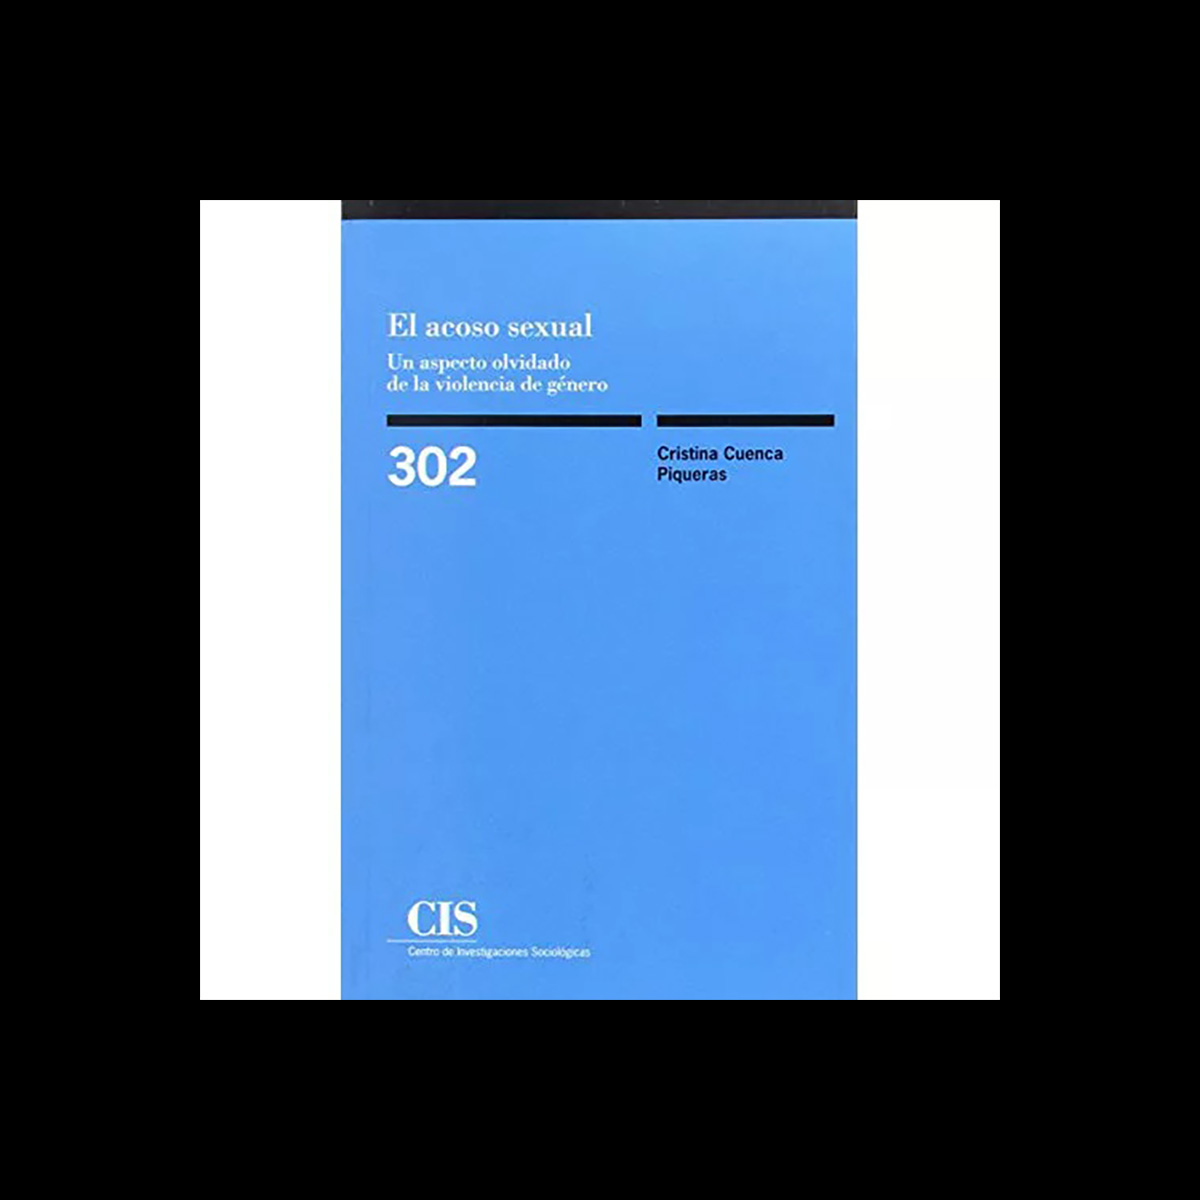 El acoso sexual
Un aspecto olvidado
de la violencia de género
302
Cristina Cuenca
Piqueras
CIS
Centro de Investigaciones Sociológicas